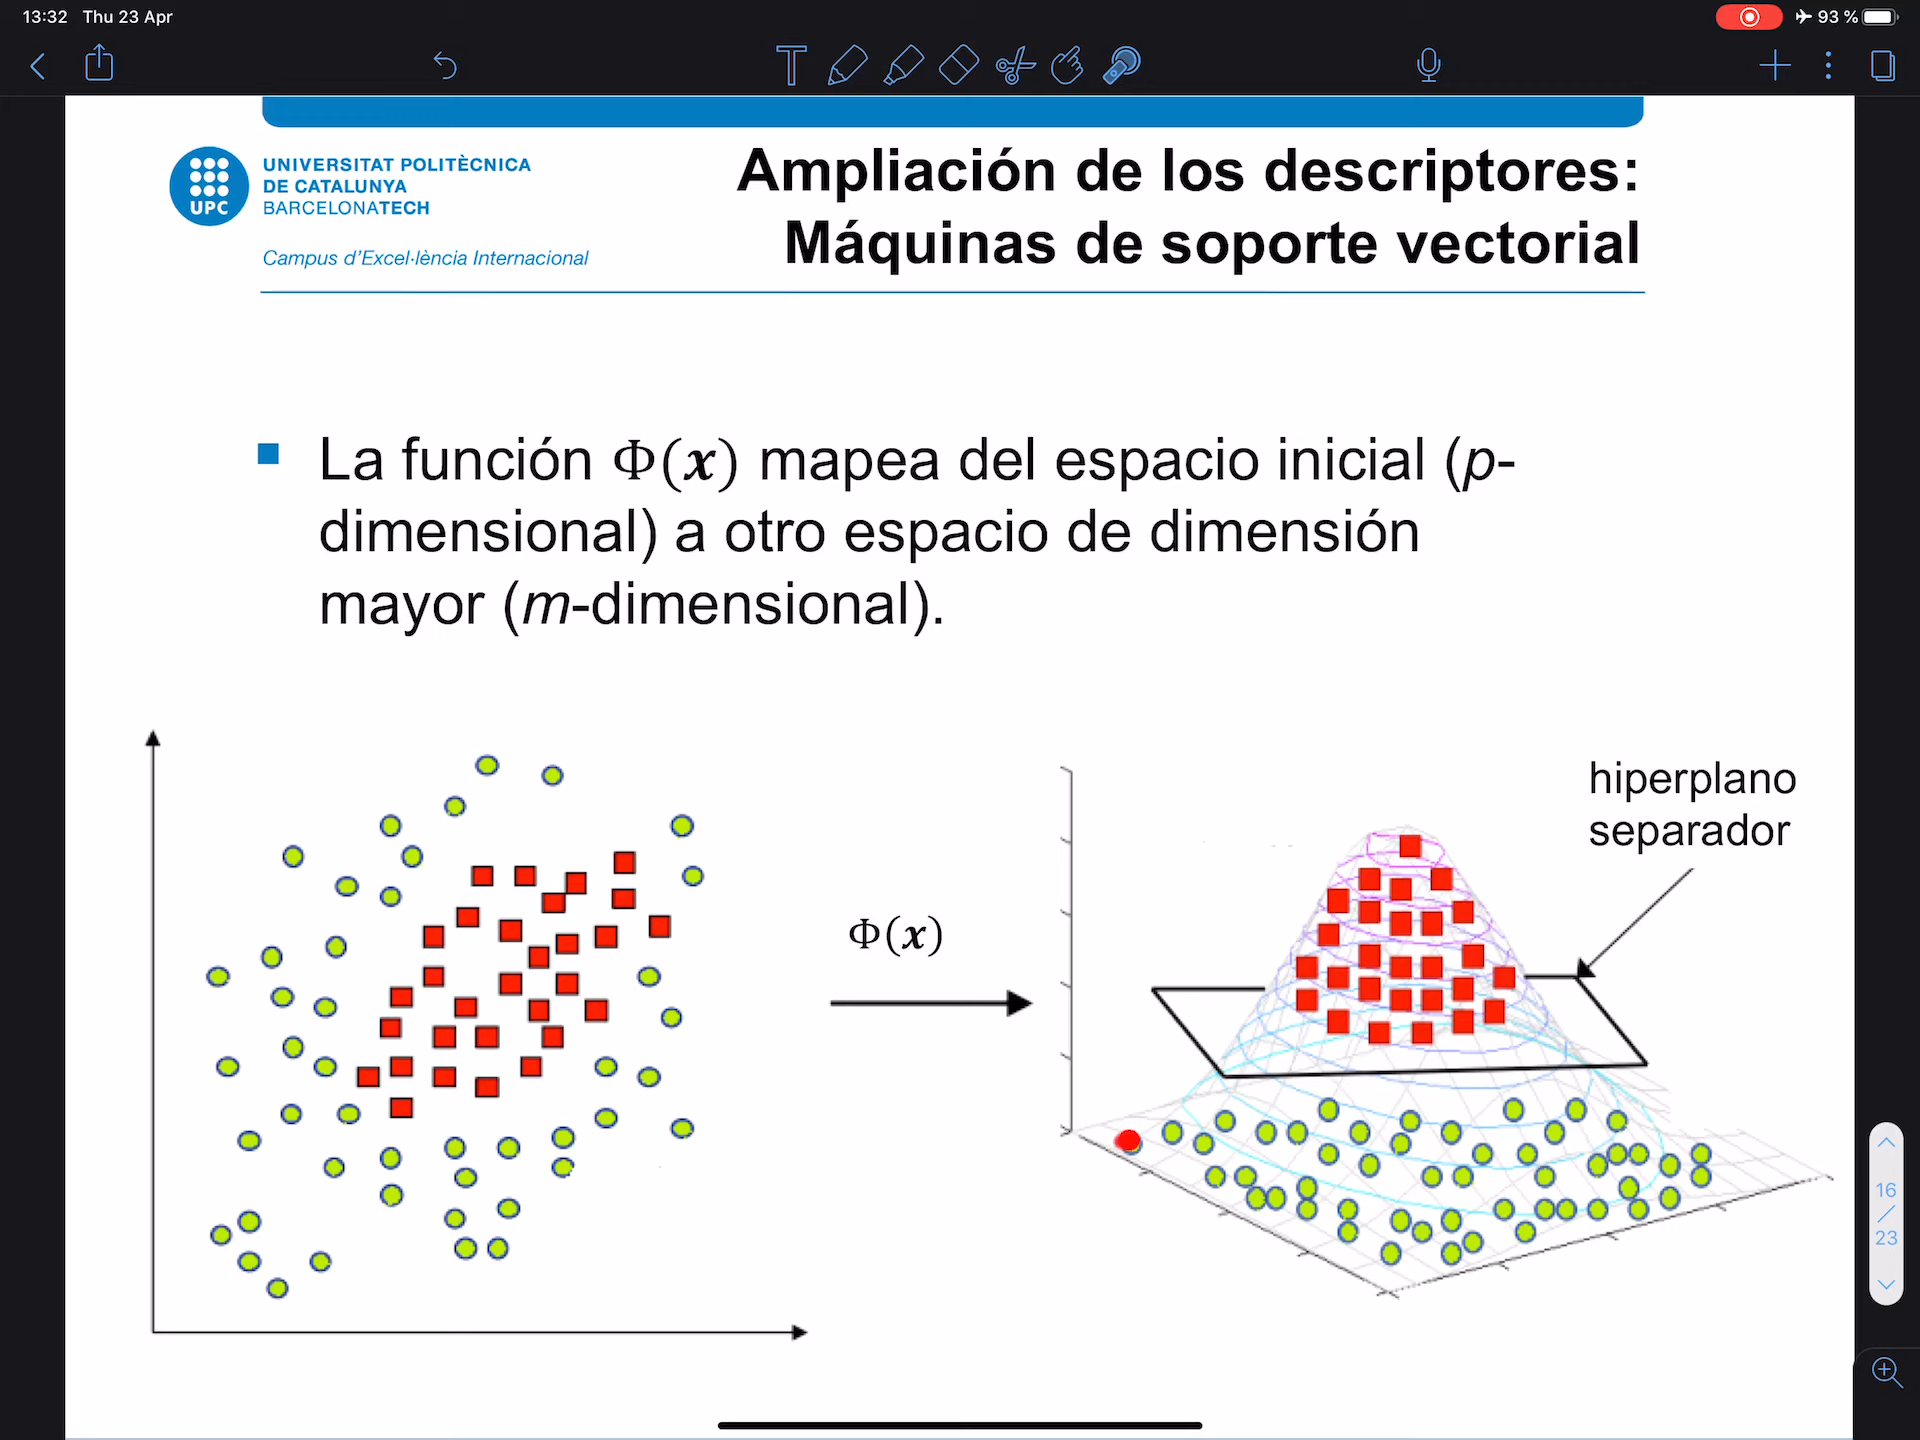 13:32 Thu 23 Apr
93 %
T
UNIVERSITAT POLITÈCNICA
DE CATALUNYA
BARCELONATECH
UPC
Campus d'Excel·lència Internacional
Ampliación de los descriptores:
Máquinas de soporte vectorial
La función Φ(x) mapea del espacio inicial (p-
dimensional) a otro espacio de dimensión
mayor (m-dimensional).
Φ(x)
hiperplano
separador
16
/
23